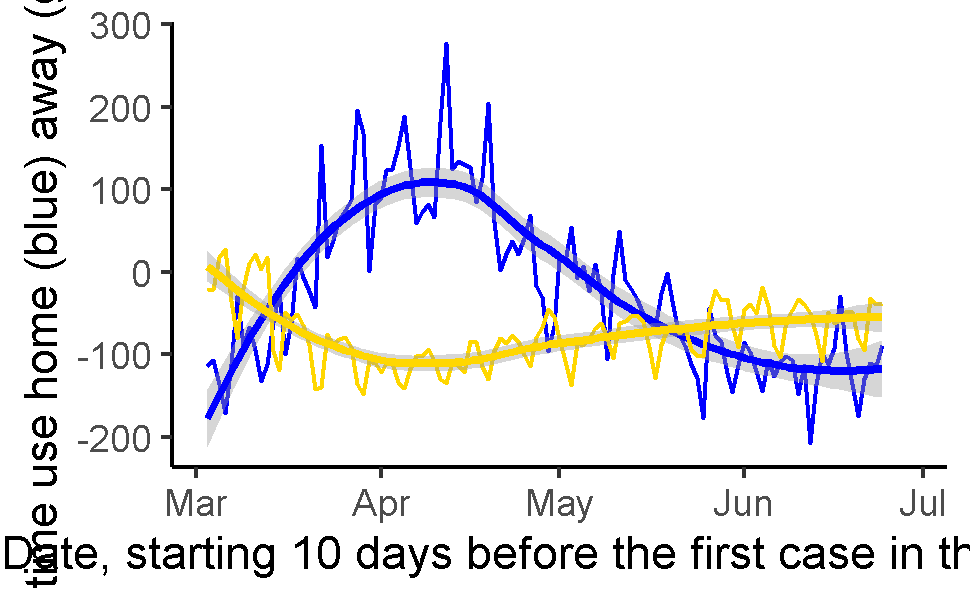 time use home (blue) away (
300
200
100
0
-100
-200
Mar Apr May Jun Jul
Date, starting 10 days before the first case in th